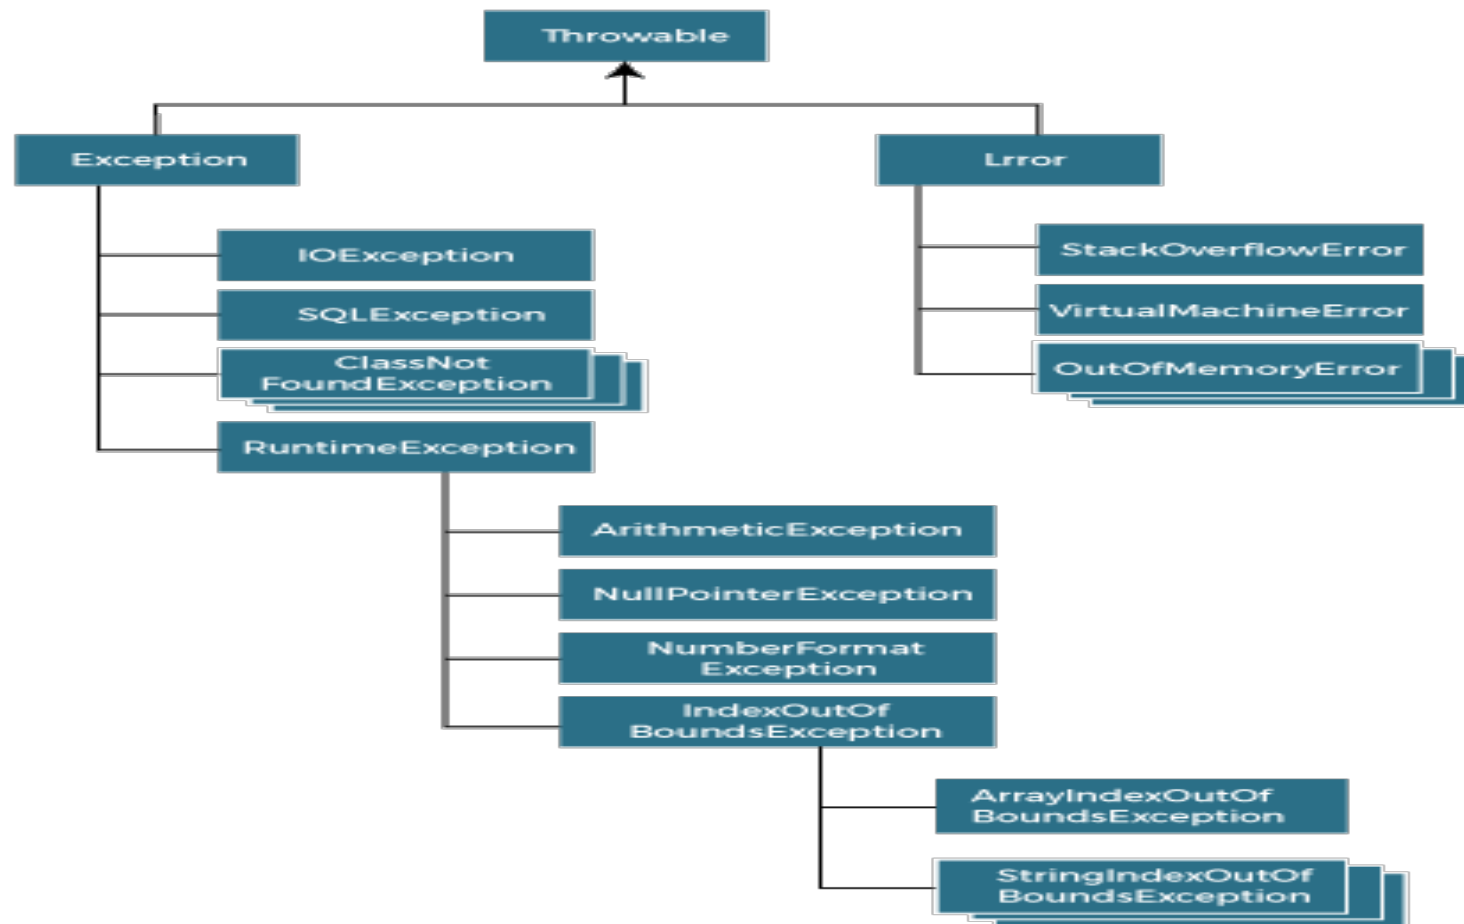 Throwable
Exception
Lrror
IOException
SQLException
ClassNot
FoundException
RuntimeException
StackOverflowError
VirtualMachineError
OutOfMemoryError
ArithmeticException
NullPointerException
NumberFormat
Exception
IndexOutOf
BoundsException
ArrayIndexOutOf
BoundsException
StringIndexOutOf
BoundsException